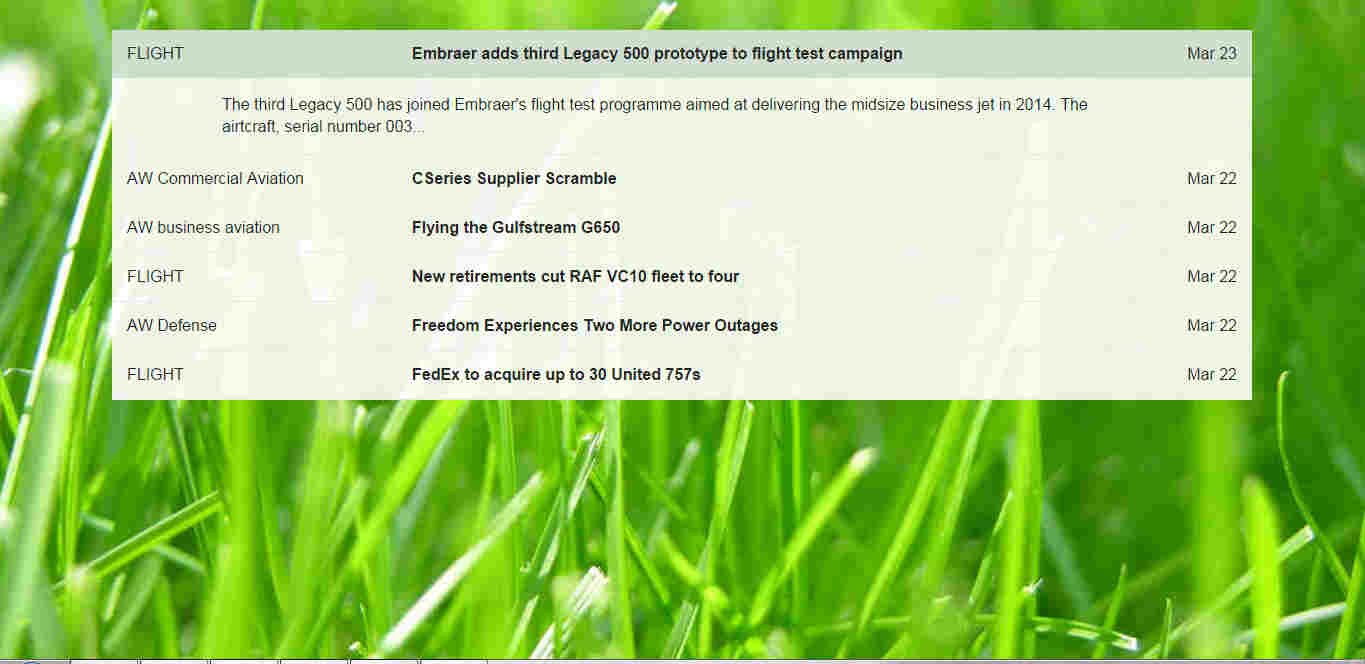 FLIGHT Embraer adds third Legacy 500 prototype to flight test campaign Mar 23
The third Legacy 500 has joined Embraer's flight test programme aimed at delivering the midsize business jet in 2014. The
airtcraft, serial number 003...
AW Commercial Aviation CSeries Supplier Scramble Mar 22
AW business aviation Flying the Gulfstream G650 Mar 22
FLIGHT New retirements cut RAF VC10 fleet to four Mar 22
AW Defense Freedom Experiences Two More Power Outages Mar 22
FLIGHT FedEx to acquire up to 30 United 757s Mar 22